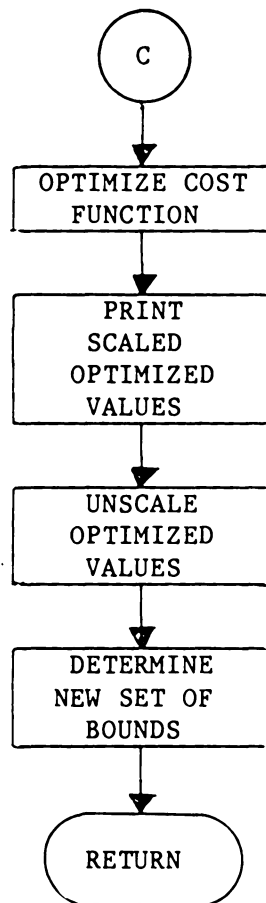 C
OPTIMIZE COST
FUNCTION
PRINT
SCALED
OPTIMIZED
VALUES
UNSCALE
OPTIMIZED
VALUES
DETERMINE
NEW SET OF
BOUNDS
RETURN